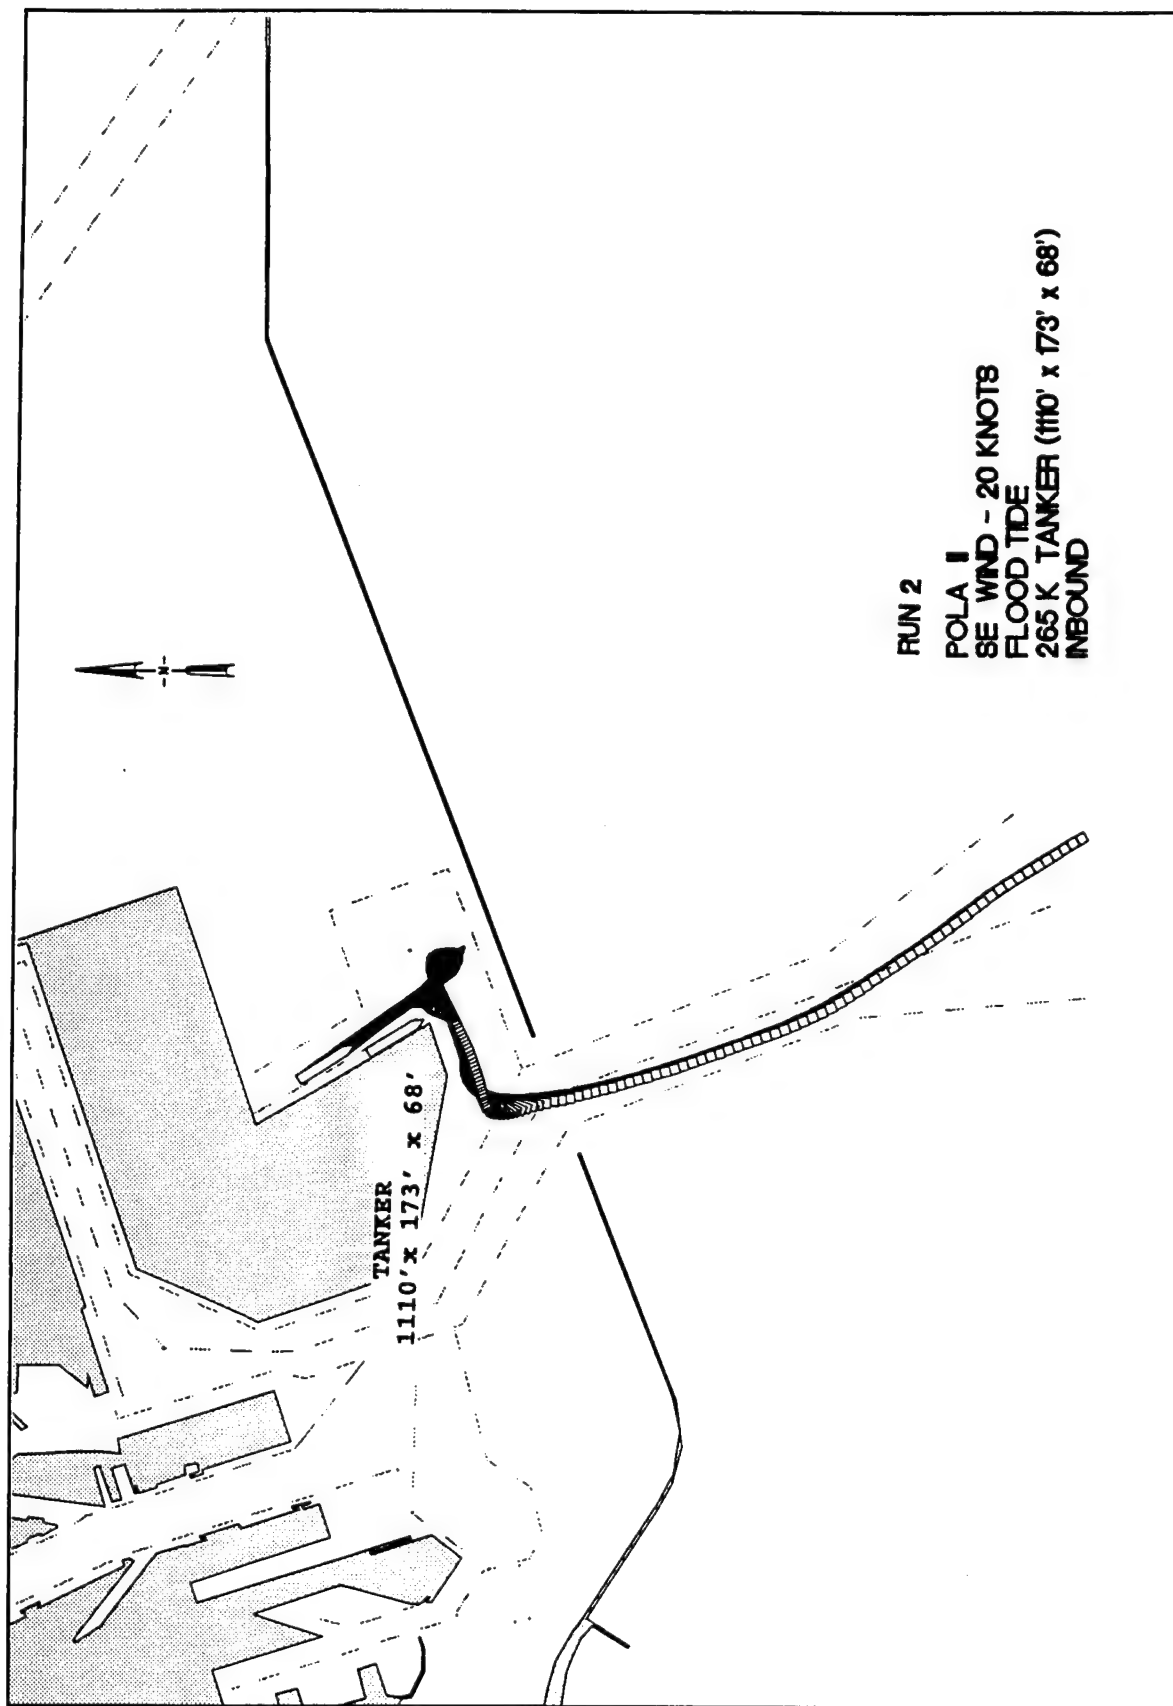 N
TANKER
1110' x 173' x 68'
RUN 2
POLA II
SE WIND - 20 KNOTS
FLOOD TIDE
265 K TANKER (1110' x 173' x 68')
INBOUND